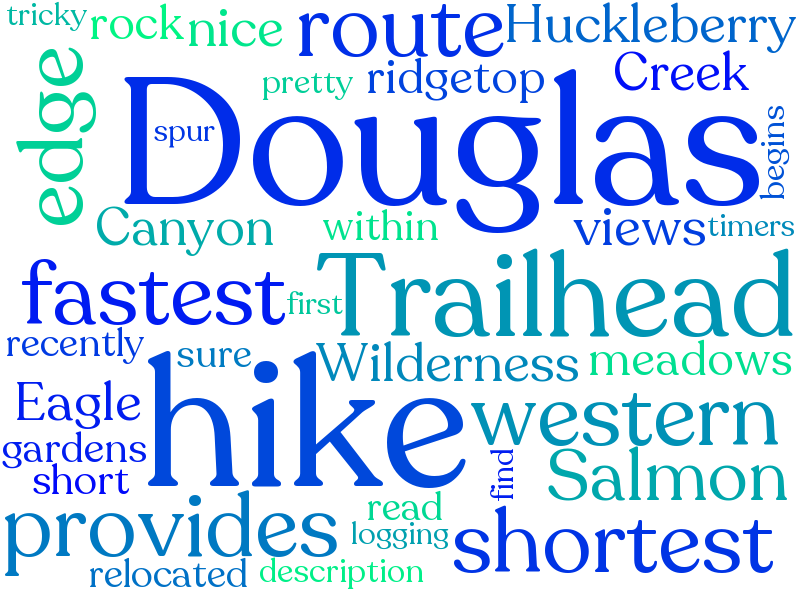 tricky
rock
nice
route
Huckleberry
edge
pretty
ridgetop
Creek
Douglas
spur
begins
Canyon
within
views
timers
fastest
first
Trailhead
recently
sure
Wilderness
meadows
Eagle
hike
western
gardens
short
find
Salmon
provides
read
logging
shortest
relocated
description